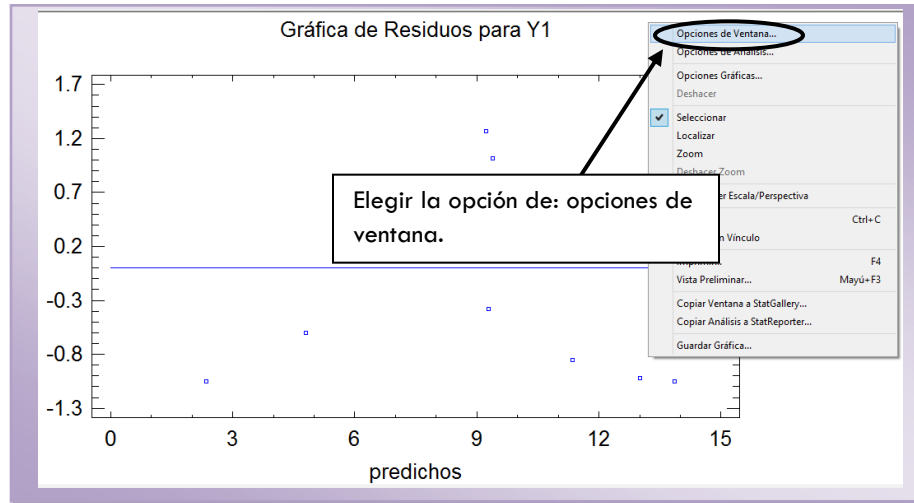 Gráfica de Residuos para Y1
1.7
1.2
0.7
0.2
-0.3
-0.8
-1.3
0 3 6 9 12 15
predichos
Elegir la opción de: opciones de
ventana.
Opciones de Ventana...
Opciones de Análisis...
Opciones Gráficas...
Deshacer
Seleccionar
Localizar
Zoom
Deshacer Zoom
Escala/Perspectiva
Ctrl+C
Vínculo
Imprimir... F4
Vista Preliminar... Mayú+F3
Copiar Ventana a StatGallery...
Copiar Análisis a StatReporter...
Guardar Gráfica...